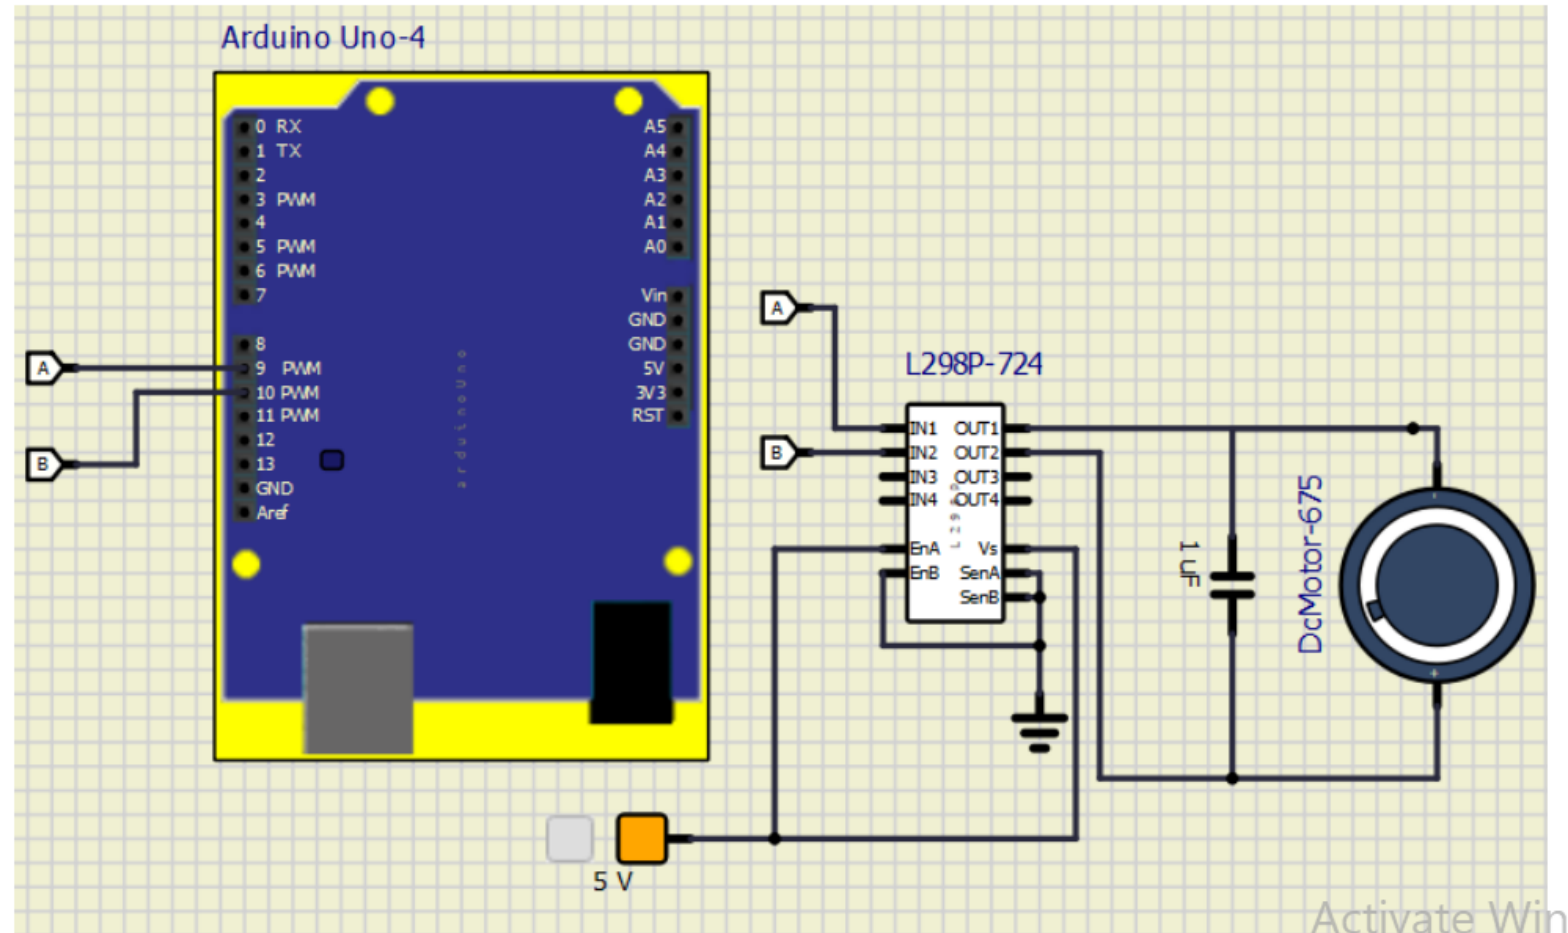 Arduino Uno-4
0 RX
1 TX
2
3 PWM
4
5 PWM
6 PWM
7
8
9 PWM
10 PWM
11 PWM
12
13
GND
Aref
A5
A4
A3
A2
A1
A0
Vin
GND
GND
5V
3V3
RST
arduinouno
A
B
A
B
L298P-724
IN1 OUT1
IN2 OUT2
IN3 OUT3
IN4 OUT4
EnA Vs
EnB SenA
SenB
L298P
1 uF
DcMotor-675
-
+
5 V
Activate Win